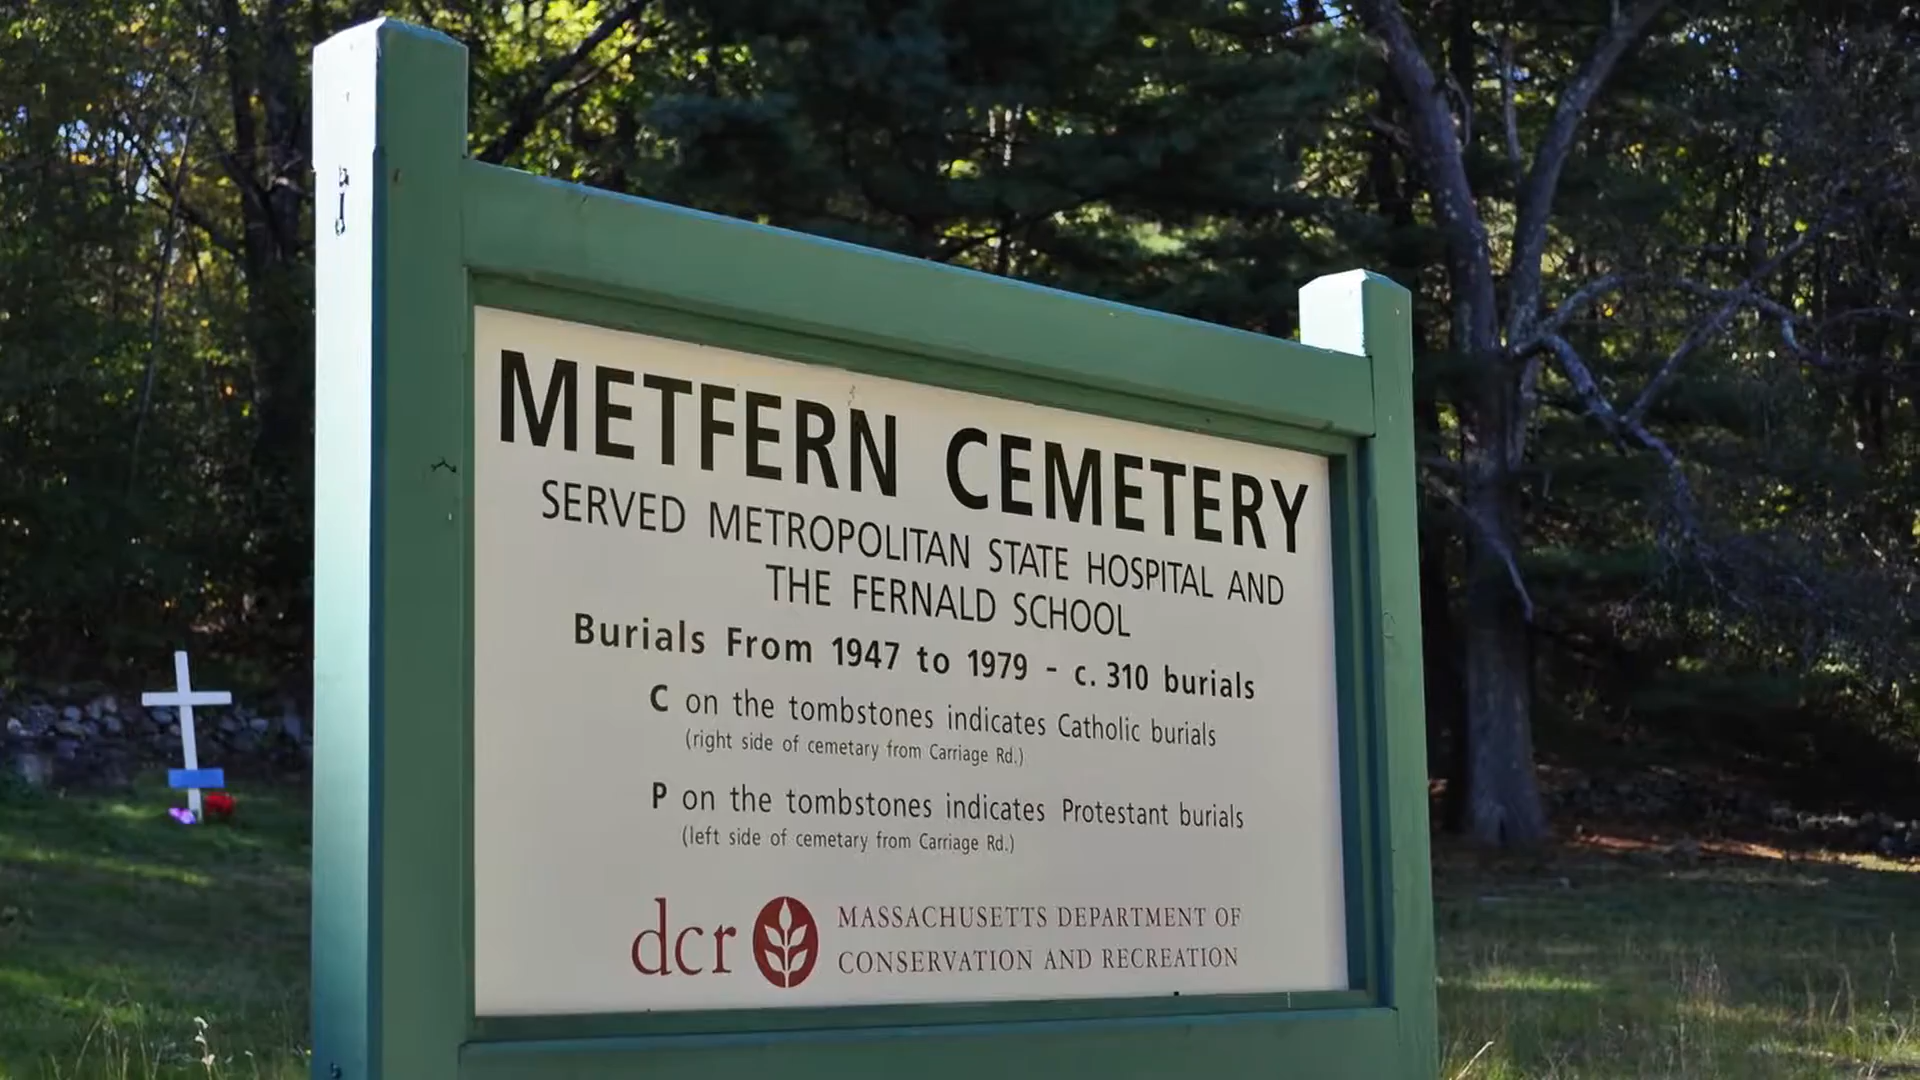 METFERN CEMETERY
SERVED METROPOLITAN STATE HOSPITAL AND
THE FERNALD SCHOOL
Burials From 1947 to 1979 - c. 310 burials
C on the tombstones indicates Catholic burials
(right side of cemetary from Carriage Rd.)
P on the tombstones indicates Protestant burials
(left side of cemetary from Carriage Rd.)
dcr MASSACHUSETTS DEPARTMENT OF
CONSERVATION AND RECREATION